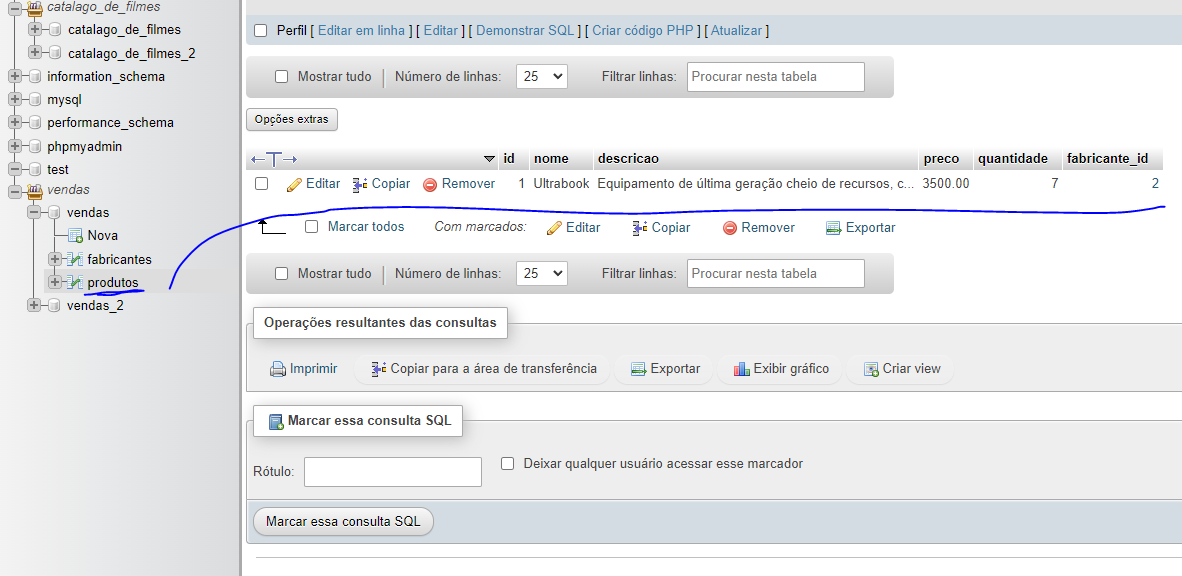 catalago_de_filmes
catalago_de_filmes
catalago_de_filmes_2
information_schema
mysql
performance_schema
phpmyadmin
test
vendas
vendas
Nova
fabricantes
produtos
vendas_2
Perfil [ Editar em linha ] [ Editar ] [ Demonstrar SQL ] [ Criar código PHP ] [ Atualizar ]
Mostrar tudo Número de linhas: 25 Filtrar linhas: Procurar nesta tabela
Opções extras
←T→ id nome descricao preco quantidade fabricante_id
Editar Copiar Remover 1 Ultrabook Equipamento de última geração cheio de recursos, c... 3500.00 7 2
Marcar todos Com marcados: Editar Copiar Remover Exportar
Mostrar tudo Número de linhas: 25 Filtrar linhas: Procurar nesta tabela
Operações resultantes das consultas
Imprimir Copiar para a área de transferência Exportar Exibir gráfico Criar view
Marcar essa consulta SQL
Rótulo: Deixar qualquer usuário acessar esse marcador
Marcar essa consulta SQL